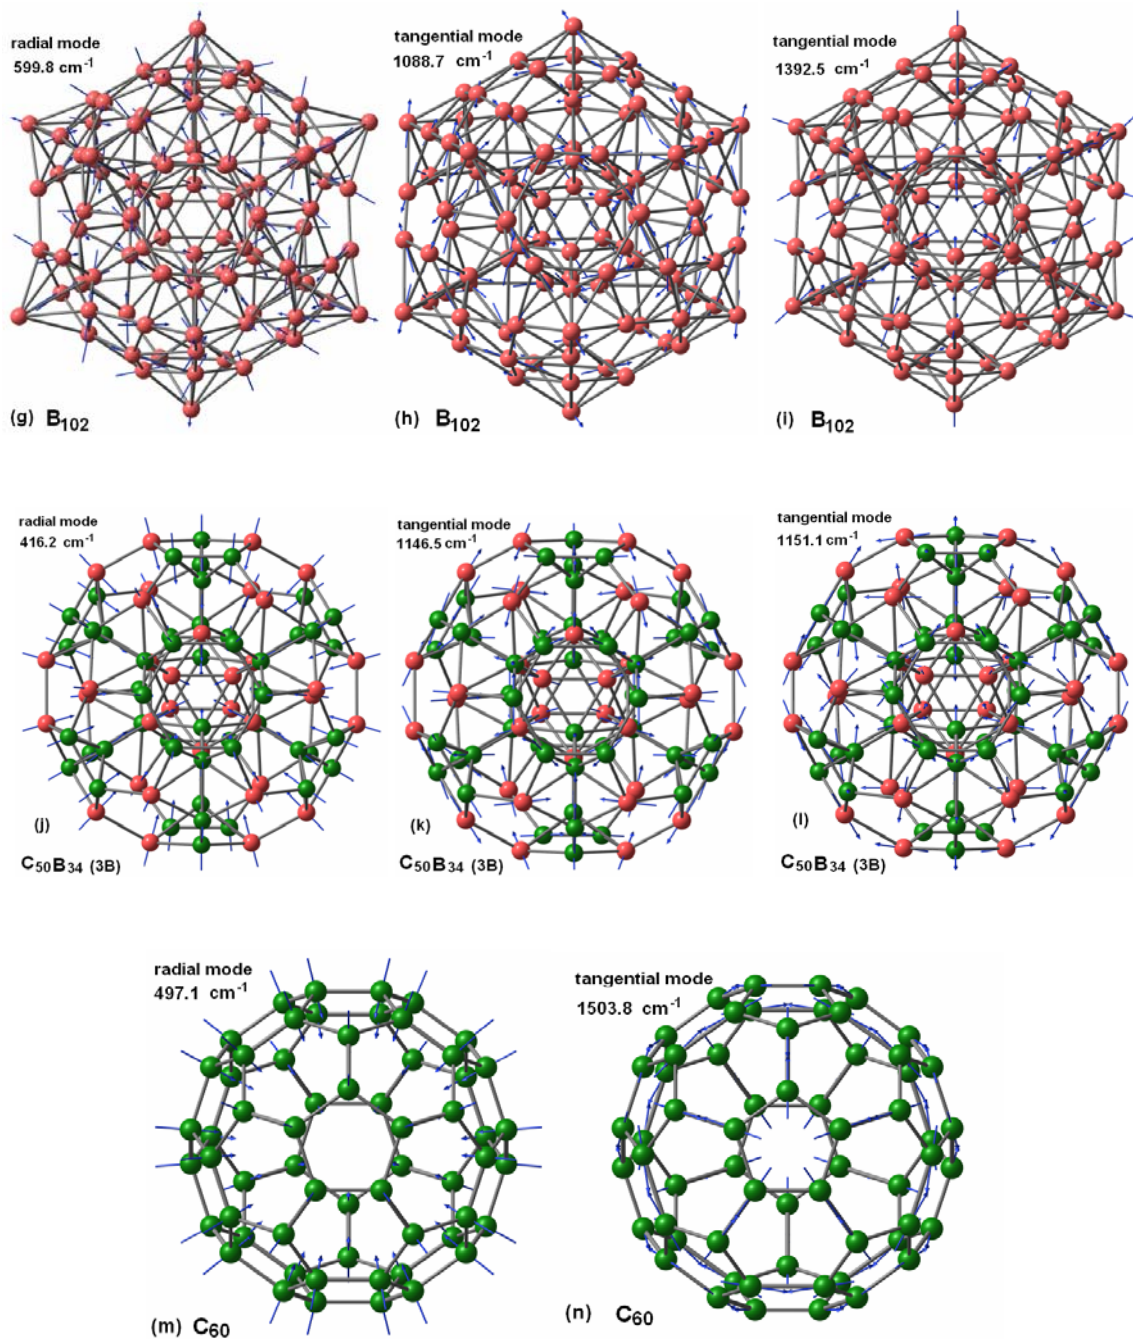 radial mode
599.8 cm⁻¹
(g) B₁₀₂
tangential mode
1088.7 cm⁻¹
(h) B₁₀₂
tangential mode
1392.5 cm⁻¹
(i) B₁₀₂
radial mode
416.2 cm⁻¹
(j)
C₅₀B₃₄ (3B)
tangential mode
1146.5 cm⁻¹
(k)
C₅₀B₃₄ (3B)
tangential mode
1151.1 cm⁻¹
(l)
C₅₀B₃₄ (3B)
radial mode
497.1 cm⁻¹
(m) C₆₀
tangential mode
1503.8 cm⁻¹
(n) C₆₀